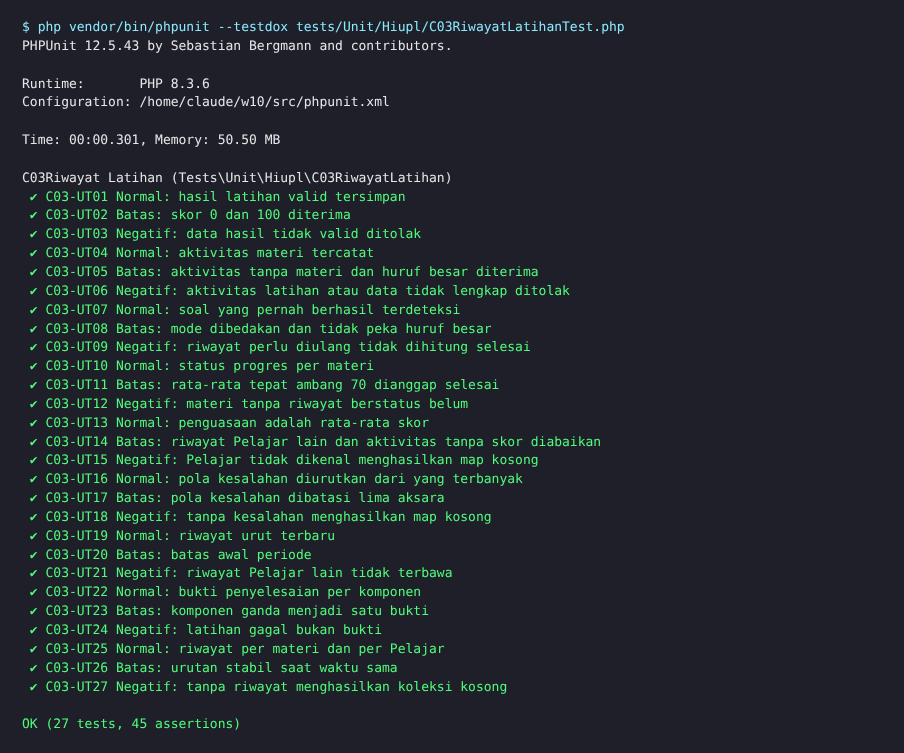 $ php vendor/bin/phpunit --testdox tests/Unit/Hiupl/C03RiwayatLatihanTest.php
PHPUnit 12.5.43 by Sebastian Bergmann and contributors.
Runtime:       PHP 8.3.6
Configuration: /home/claude/w10/src/phpunit.xml
Time: 00:00.301, Memory: 50.50 MB
C03Riwayat Latihan (Tests\Unit\Hiupl\C03RiwayatLatihan)
✔ C03-UT01 Normal: hasil latihan valid tersimpan
✔ C03-UT02 Batas: skor 0 dan 100 diterima
✔ C03-UT03 Negatif: data hasil tidak valid ditolak
✔ C03-UT04 Normal: aktivitas materi tercatat
✔ C03-UT05 Batas: aktivitas tanpa materi dan huruf besar diterima
✔ C03-UT06 Negatif: aktivitas latihan atau data tidak lengkap ditolak
✔ C03-UT07 Normal: soal yang pernah berhasil terdeteksi
✔ C03-UT08 Batas: mode dibedakan dan tidak peka huruf besar
✔ C03-UT09 Negatif: riwayat perlu diulang tidak dihitung selesai
✔ C03-UT10 Normal: status progres per materi
✔ C03-UT11 Batas: rata-rata tepat ambang 70 dianggap selesai
✔ C03-UT12 Negatif: materi tanpa riwayat berstatus belum
✔ C03-UT13 Normal: penguasaan adalah rata-rata skor
✔ C03-UT14 Batas: riwayat Pelajar lain dan aktivitas tanpa skor diabaikan
✔ C03-UT15 Negatif: Pelajar tidak dikenal menghasilkan map kosong
✔ C03-UT16 Normal: pola kesalahan diurutkan dari yang terbanyak
✔ C03-UT17 Batas: pola kesalahan dibatasi lima aksara
✔ C03-UT18 Negatif: tanpa kesalahan menghasilkan map kosong
✔ C03-UT19 Normal: riwayat urut terbaru
✔ C03-UT20 Batas: batas awal periode
✔ C03-UT21 Negatif: riwayat Pelajar lain tidak terbawa
✔ C03-UT22 Normal: bukti penyelesaian per komponen
✔ C03-UT23 Batas: komponen ganda menjadi satu bukti
✔ C03-UT24 Negatif: latihan gagal bukan bukti
✔ C03-UT25 Normal: riwayat per materi dan per Pelajar
✔ C03-UT26 Batas: urutan stabil saat waktu sama
✔ C03-UT27 Negatif: tanpa riwayat menghasilkan koleksi kosong
OK (27 tests, 45 assertions)